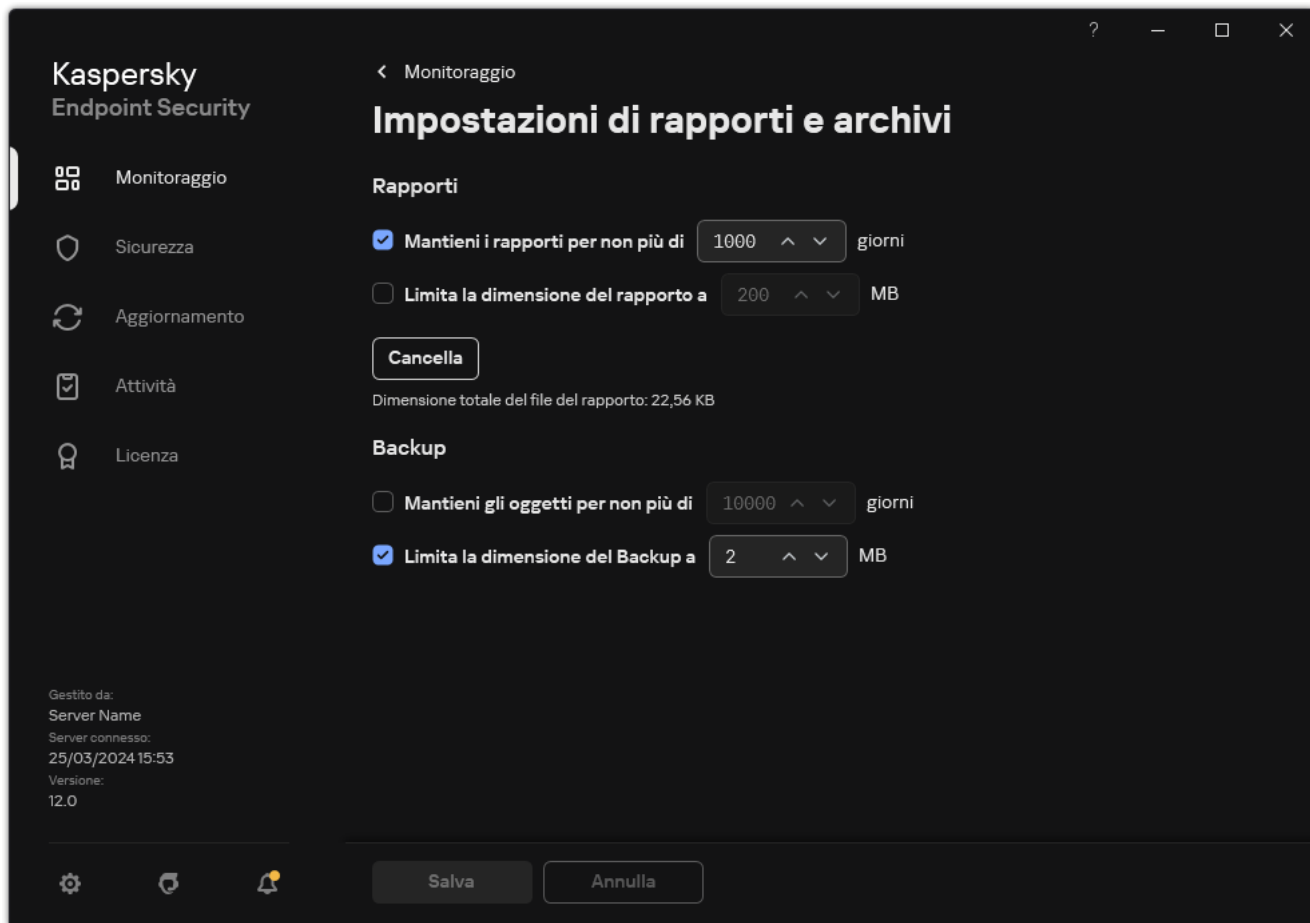 ?
Kaspersky
Endpoint Security
Monitoraggio
Sicurezza
Aggiornamento
Attività
Licenza
Gestito da:
Server Name
Server connesso:
25/03/2024 15:53
Versione:
12.0
Monitoraggio
Impostazioni di rapporti e archivi
Rapporti
Mantieni i rapporti per non più di 1000 giorni
Limita la dimensione del rapporto a 200 MB
Cancella
Dimensione totale del file del rapporto: 22,56 KB
Backup
Mantieni gli oggetti per non più di 10000 giorni
Limita la dimensione del Backup a 2 MB
Salva Annulla